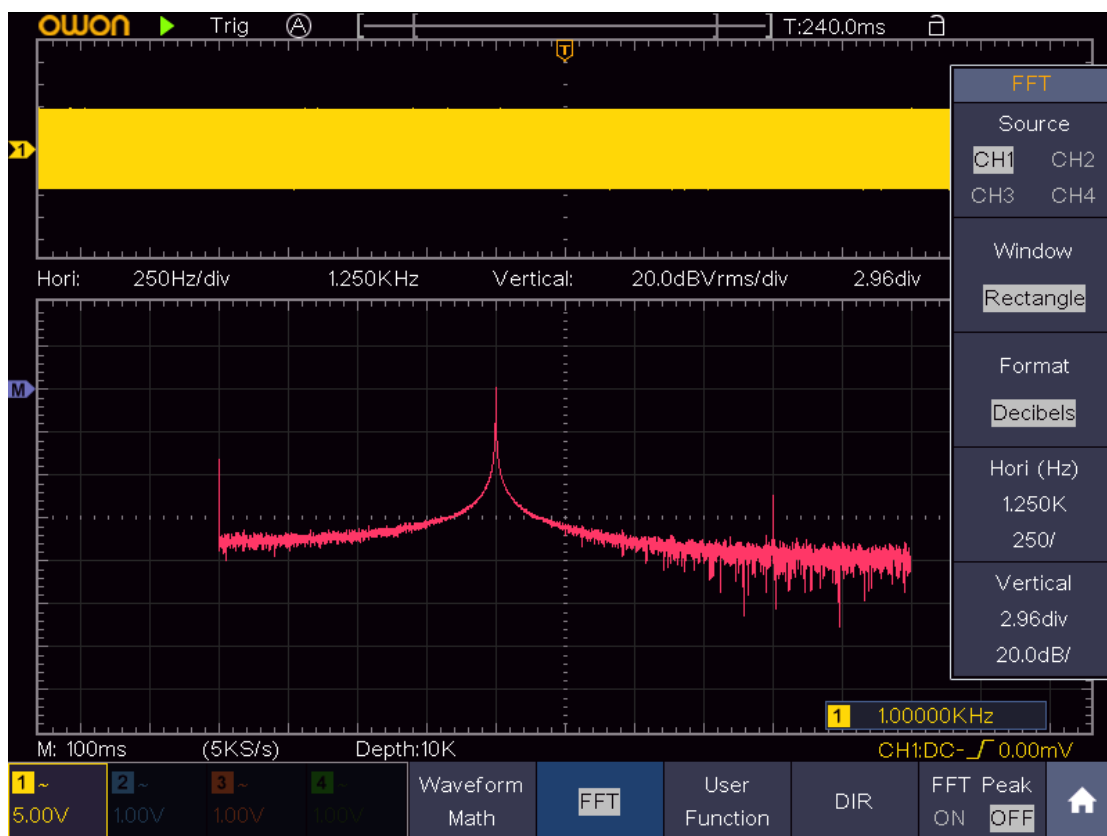 OWON Trig A T:240.0ms
T
1
FFT
Source
CH1 CH2
CH3 CH4
Window
Rectangle
Format
Decibels
Hori (Hz)
1.250K
250/
Vertical
2.96div
20.0dB/
Hori: 250Hz/div 1.250KHz Vertical: 20.0dBVrms/div 2.96div
M
1 1.00000KHz
M: 100ms (5KS/s) Depth:10K CH1:DC- 0.00mV
1 ~ 2 ~ 3 ~ 4 ~
5.00V 1.00V 1.00V 1.00V
Waveform
Math
FFT
User
Function
DIR
FFT Peak
ON OFF